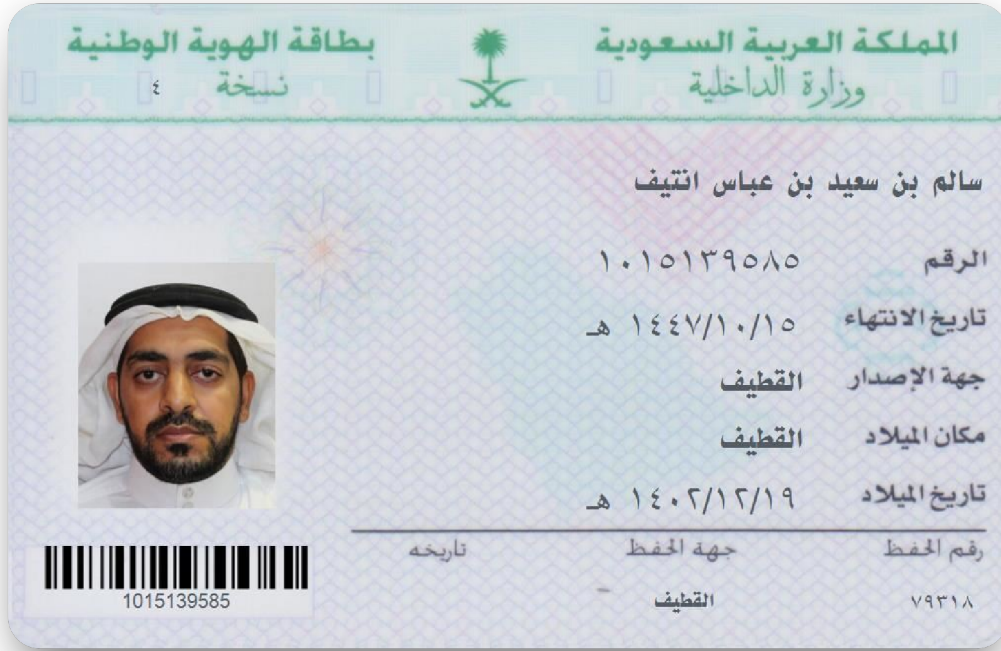 المملكة العربية السعودية
وزارة الداخلية
بطاقة الهوية الوطنية
نسخة ٤
سالم بن سعيد بن عباس انتيف
الرقم ١٠١٥١٣٩٥٨٥
تاريخ الانتهاء ١٤٤٧/١٠/١٥ هـ
جهة الإصدار القطيف
مكان الميلاد القطيف
تاريخ الميلاد ١٤٠٢/١٢/١٩ هـ
رقم الحفظ جهة الحفظ تاريخه
٧٩٣١٨ القطيف
1015139585